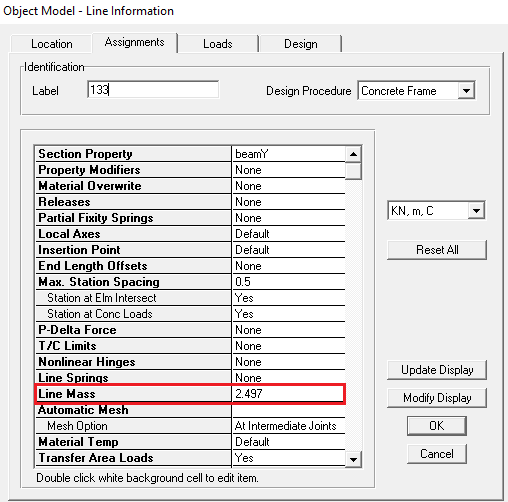 Object Model - Line Information
Location Assignments Loads Design
Identification
Label 133 Design Procedure Concrete Frame
Section Property beamY
Property Modifiers None
Material Overwrite None
Releases None
Partial Fixity Springs None
Local Axes Default
Insertion Point Default
End Length Offsets None
Max. Station Spacing 0.5
Station at Elm Intersect Yes
Station at Conc Loads Yes
P-Delta Force None
T/C Limits None
Nonlinear Hinges None
Line Springs None
Line Mass 2.497
Automatic Mesh
Mesh Option At Intermediate Joints
Material Temp Default
Transfer Area Loads Yes
Double click white background cell to edit item.
KN, m, C
Reset All
Update Display
Modify Display
OK
Cancel